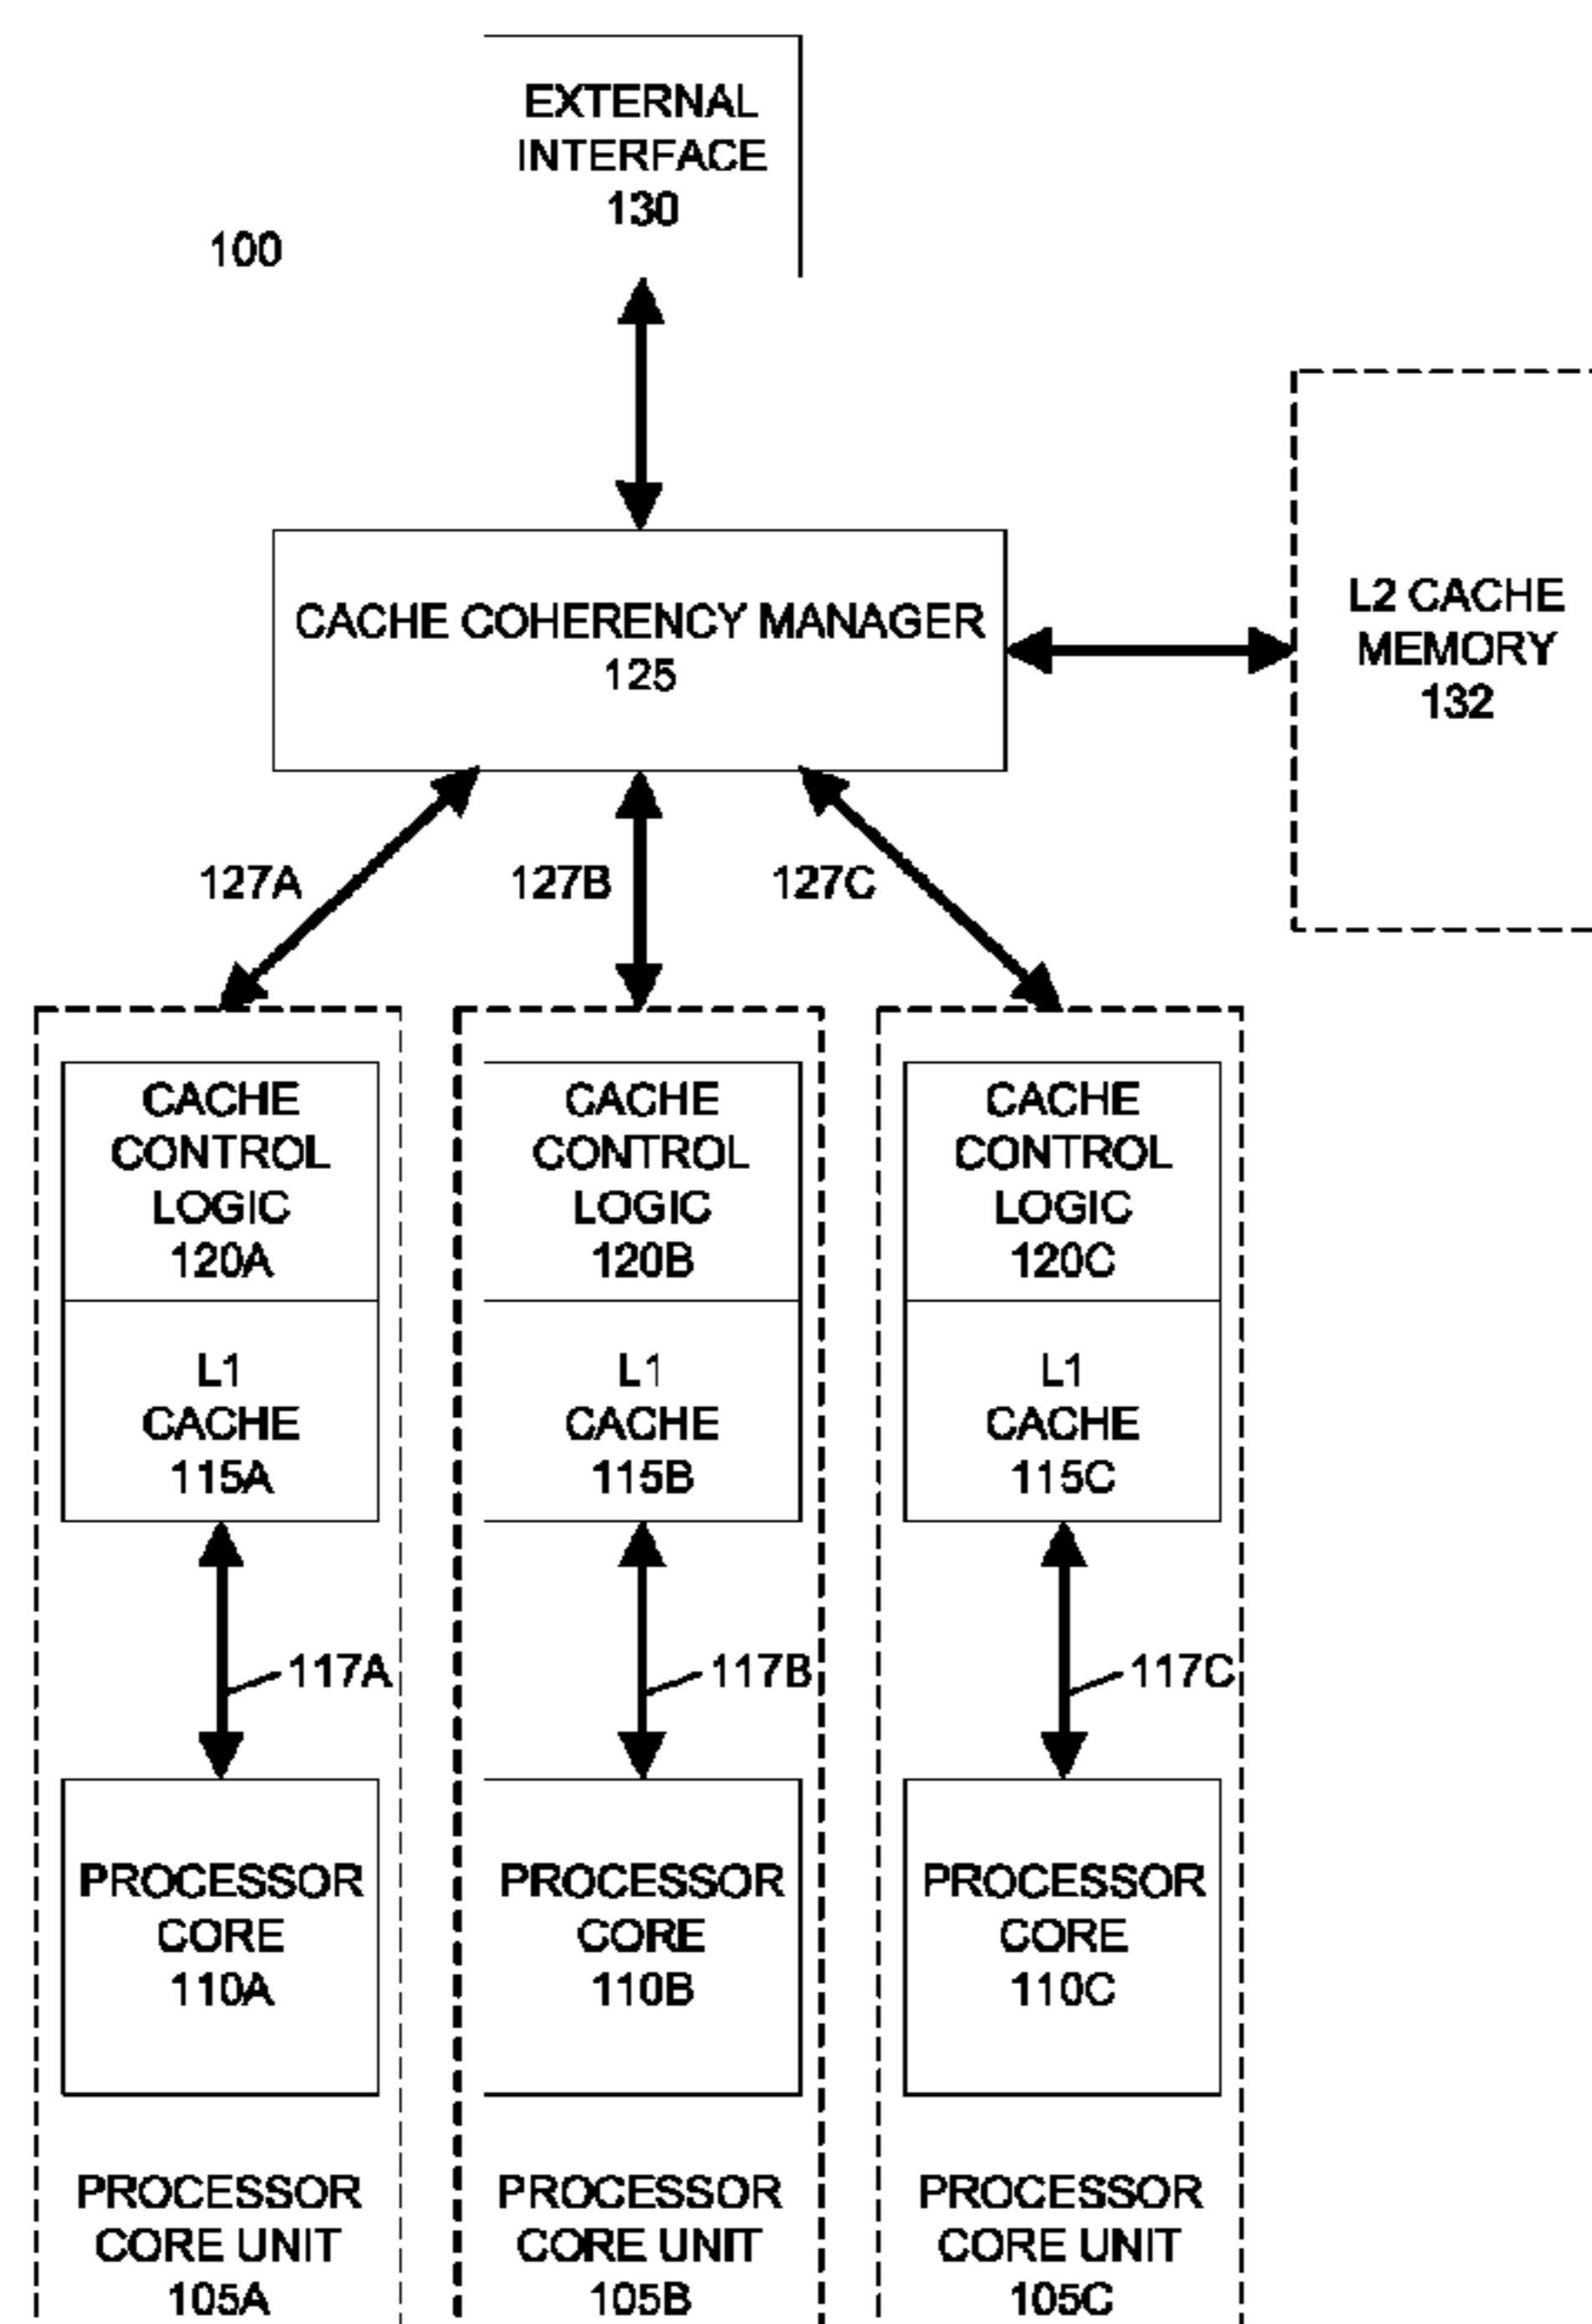 EXTERNAL
INTERFACE
130
100
CACHE COHERENCY MANAGER
125
L2 CACHE
MEMORY
132
127A
127B
127C
CACHE
CONTROL
LOGIC
120A
L1
CACHE
115A
117A
PROCESSOR
CORE
110A
PROCESSOR
CORE UNIT
105A
CACHE
CONTROL
LOGIC
120B
L1
CACHE
115B
117B
PROCESSOR
CORE
110B
PROCESSOR
CORE UNIT
105B
CACHE
CONTROL
LOGIC
120C
L1
CACHE
115C
117C
PROCESSOR
CORE
110C
PROCESSOR
CORE UNIT
105C